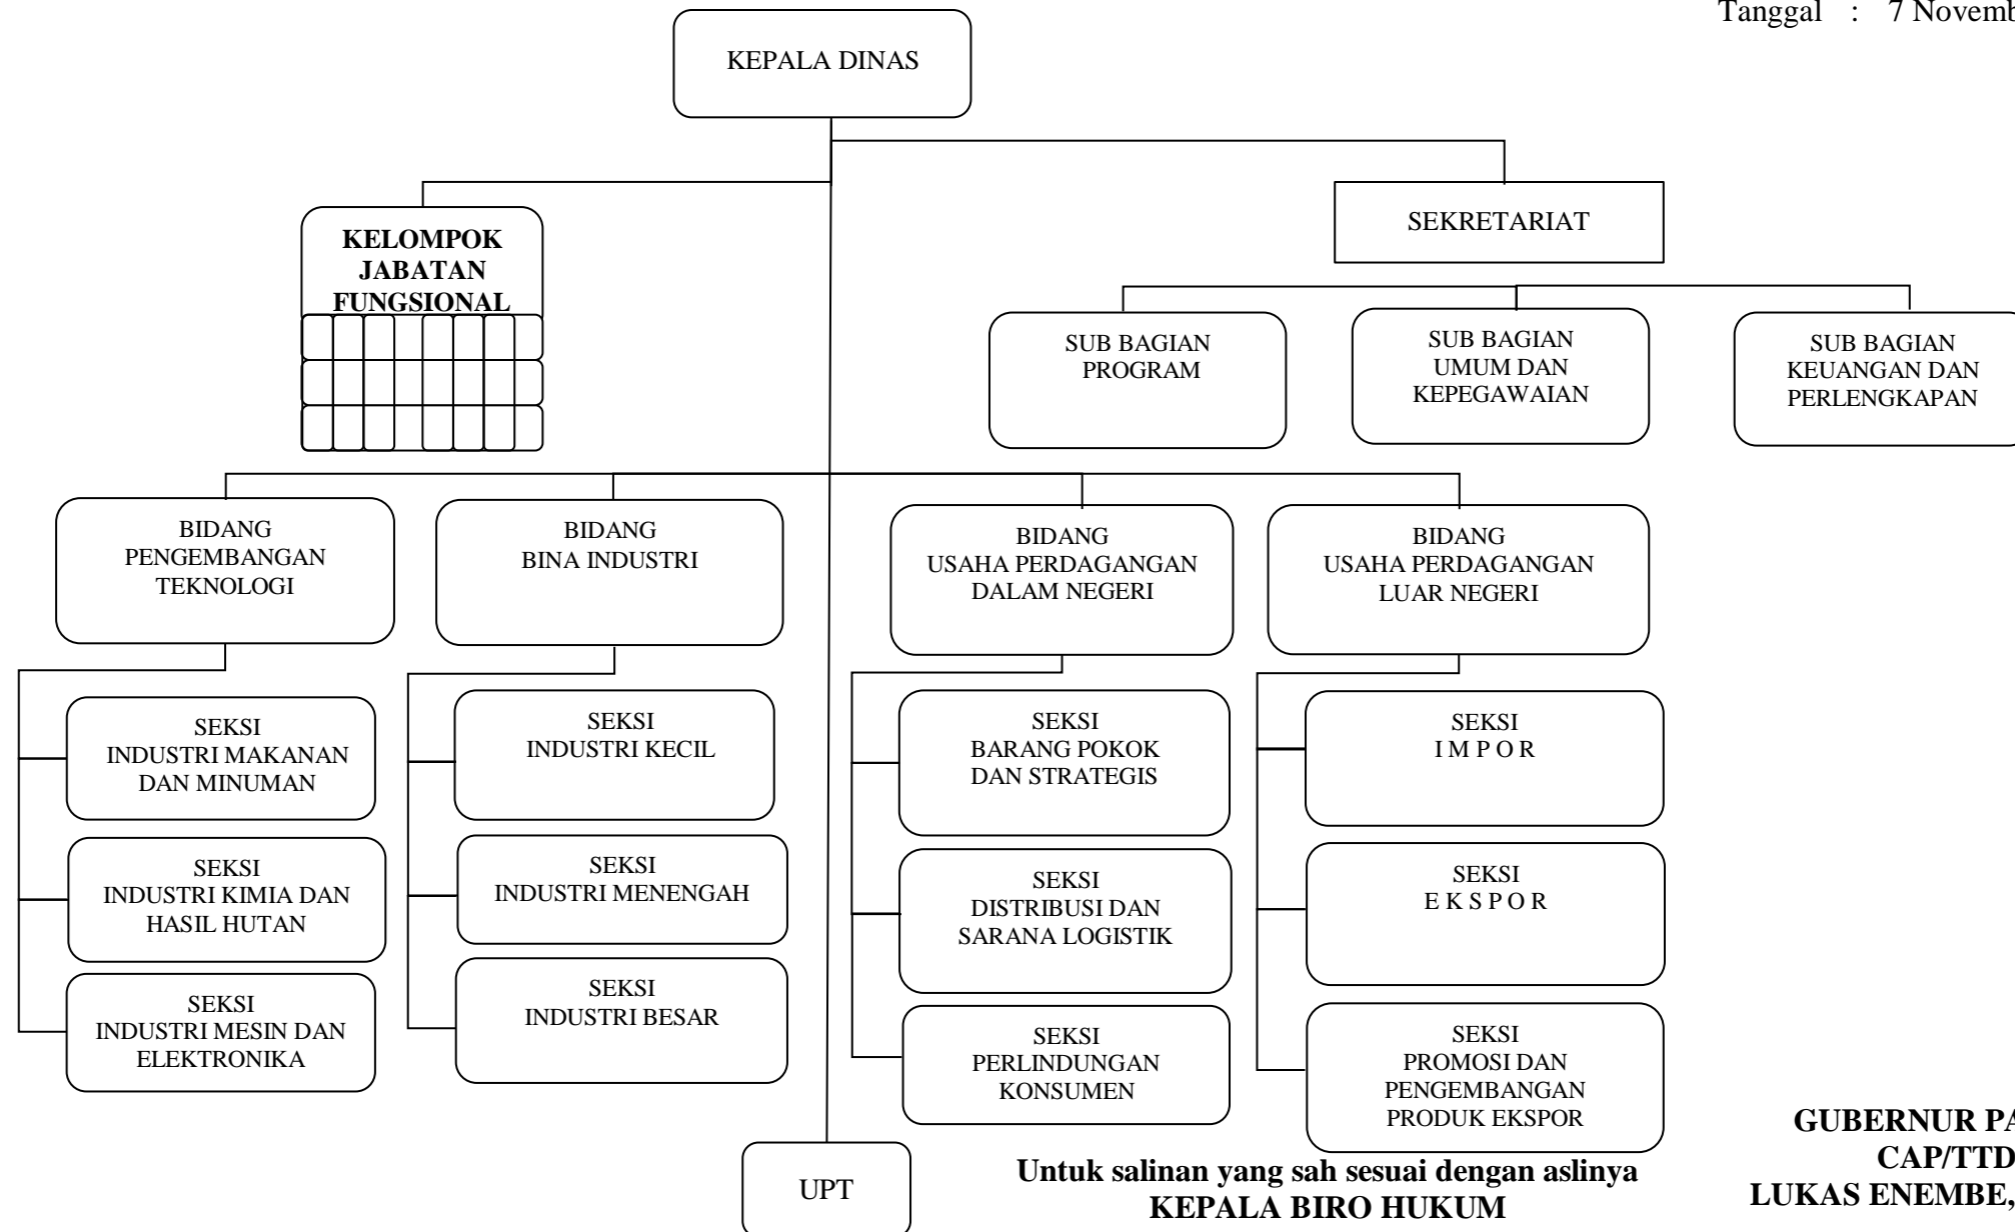 Tanggal : 7
KEPALA DINAS
SEKRETARIAT
KELOMPOK
JABATAN
FUNGSIONAL
SUB BAGIAN
PROGRAM
SUB BAGIAN
UMUM DAN
KEPEGAWAIAN
SUB BAGIAN
KEUANGAN DAN
PERLENGKAPAN
BIDANG
PENGEMBANGAN
TEKNOLOGI
BIDANG
BINA INDUSTRI
BIDANG
USAHA PERDAGANGAN
DALAM NEGERI
BIDANG
USAHA PERDAGANGAN
LUAR NEGERI
SEKSI
INDUSTRI MAKANAN
DAN MINUMAN
SEKSI
INDUSTRI KECIL
SEKSI
BARANG POKOK
DAN STRATEGIS
SEKSI
I M P O R
SEKSI
INDUSTRI KIMIA DAN
HASIL HUTAN
SEKSI
INDUSTRI MENENGAH
SEKSI
DISTRIBUSI DAN
SARANA LOGISTIK
SEKSI
E K S P O R
SEKSI
INDUSTRI MESIN DAN
ELEKTRONIKA
SEKSI
INDUSTRI BESAR
SEKSI
PERLINDUNGAN
KONSUMEN
SEKSI
PROMOSI DAN
PENGEMBANGAN
PRODUK EKSPOR
UPT
Untuk salinan yang sah sesuai dengan aslinya
KEPALA BIRO HUKUM
GUBERNUR
CAP/TTD
LUKAS ENEMBE,